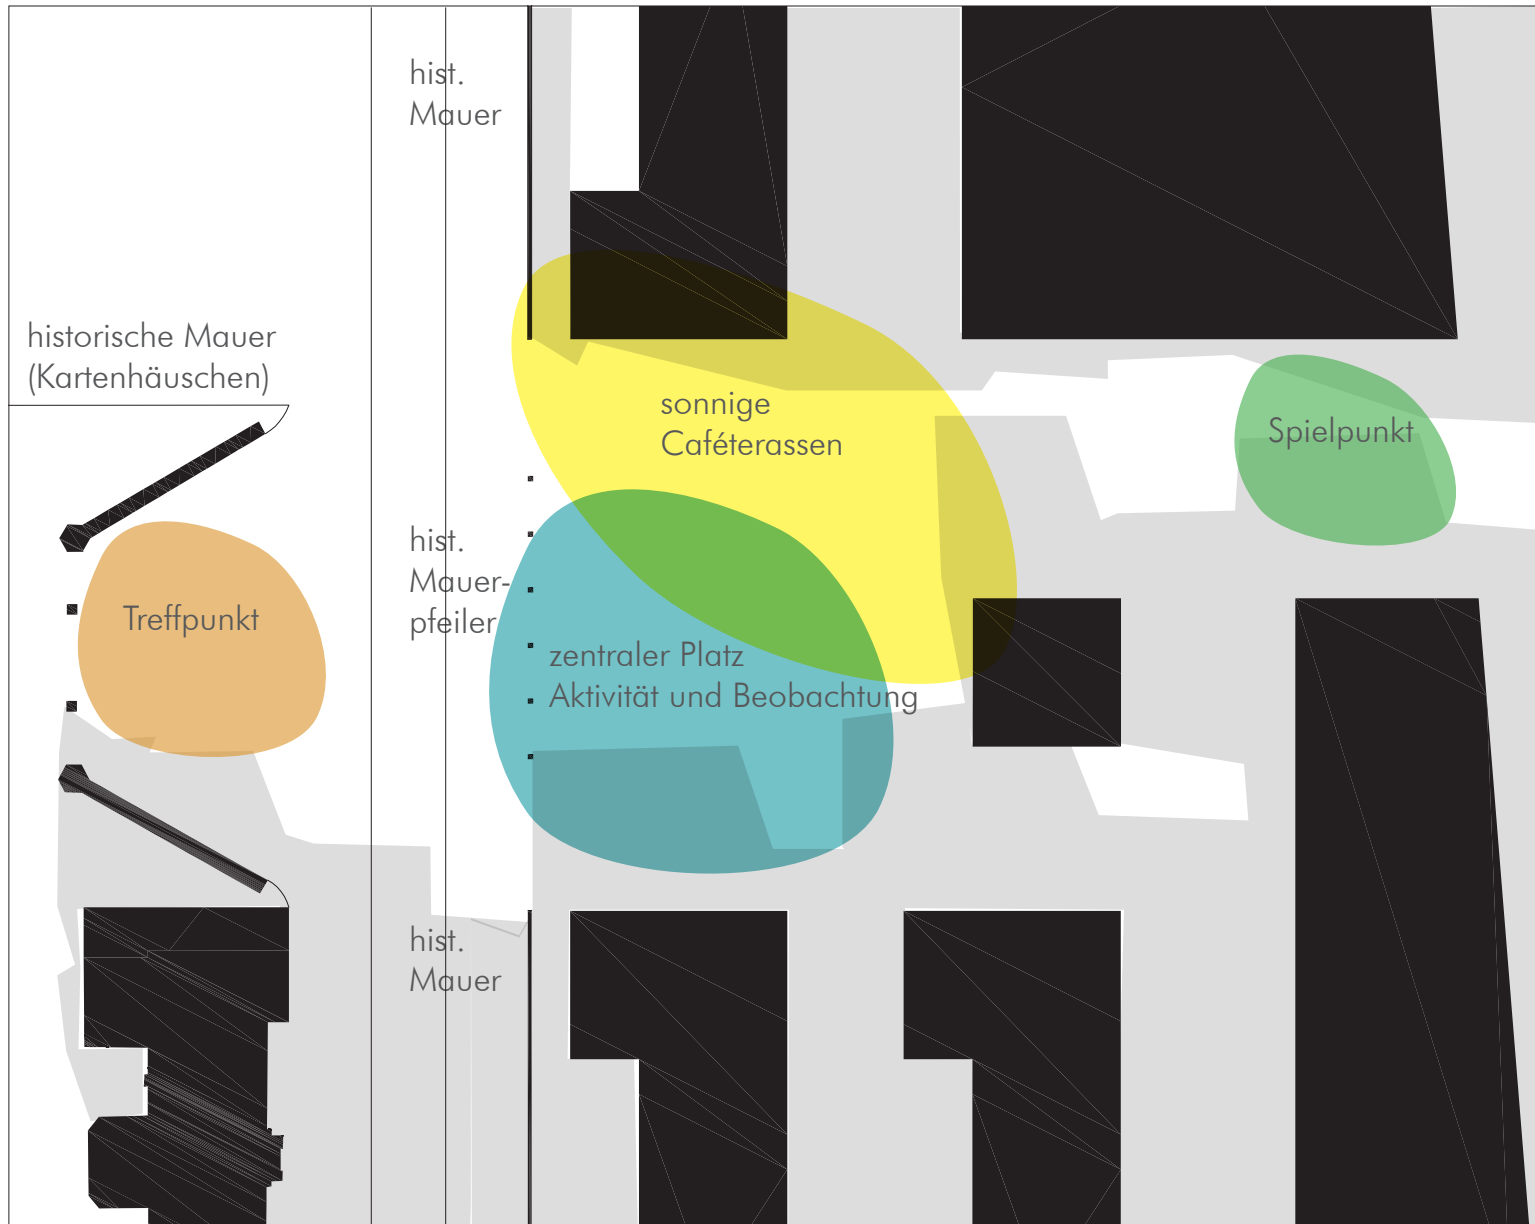 hist.
Mauer
historische Mauer
(Kartenhäuschen)
sonnige
Caféterassen
Spielpunkt
hist.
Mauer-
pfeiler
Treffpunkt
zentraler Platz
Aktivität und Beobachtung
hist.
Mauer